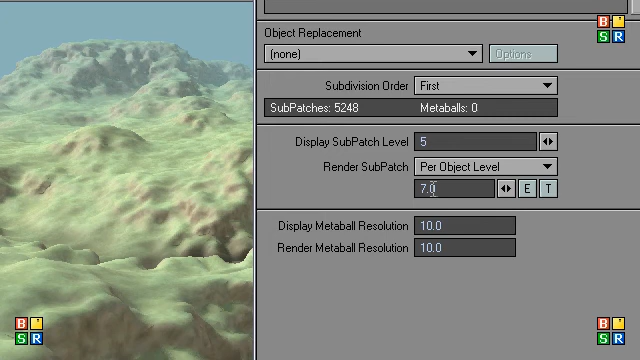 B
S R
Object Replacement
(none) Options
Subdivision Order First
SubPatches: 5248 Metaballs: 0
Display SubPatch Level 5
Render SubPatch Per Object Level
7.0 E T
Display Metaball Resolution 10.0
Render Metaball Resolution 10.0
B
S R
B
S R